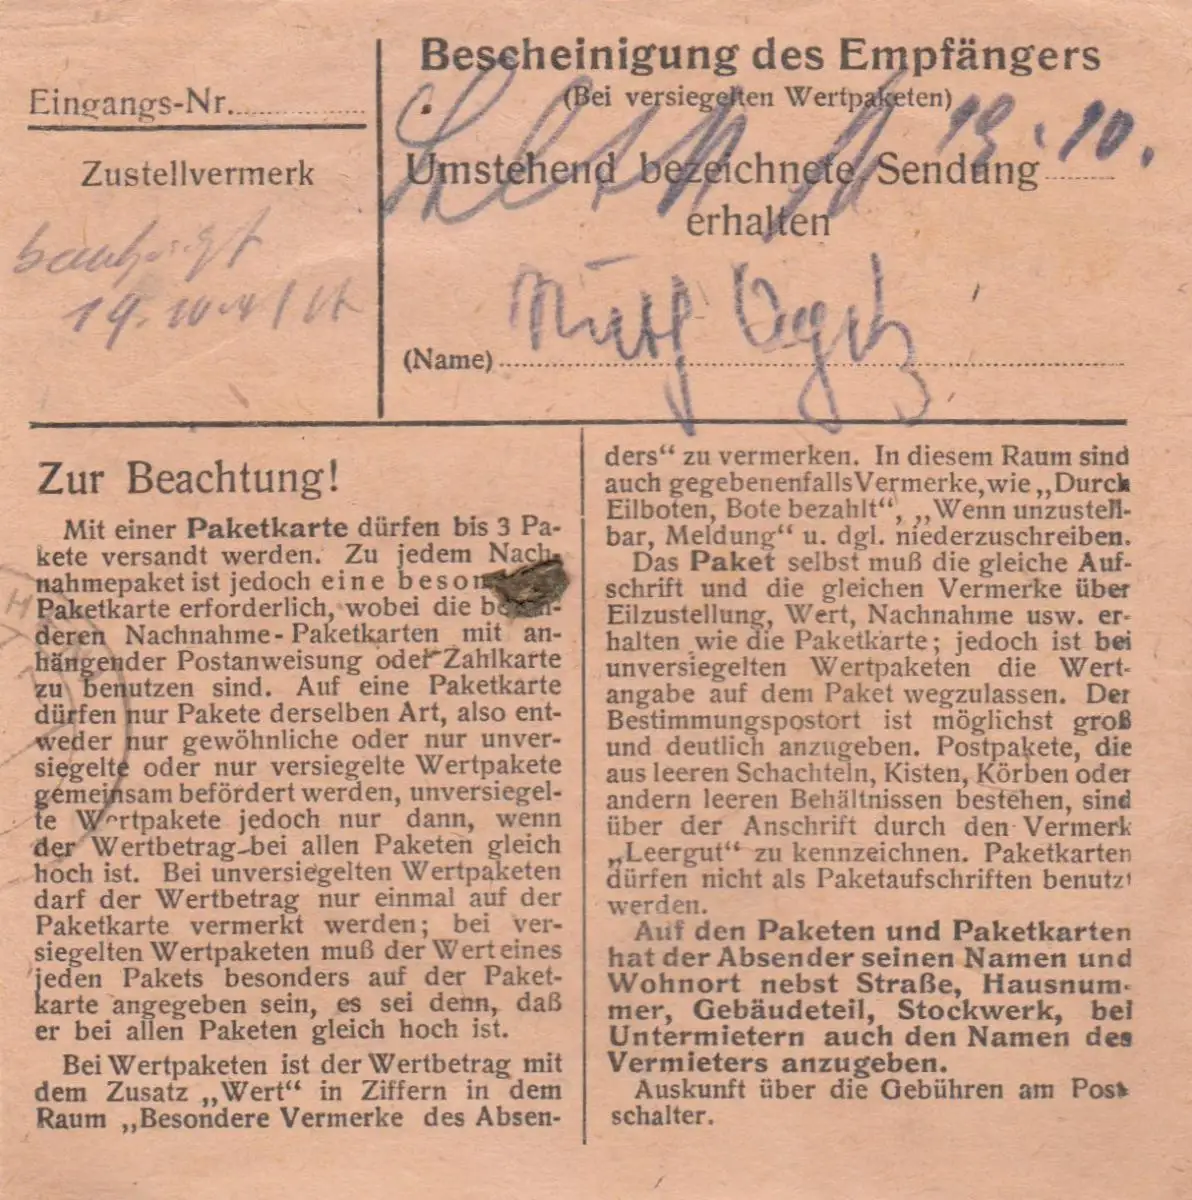 Eingangs-Nr.
Zustellvermerk
19.10.
Bescheinigung des Empfängers
(Bei versiegelten Wertpaketen)
19.10.
Umstehend bezeichnete Sendung
erhalten
(Name)
Zur Beachtung!
Mit einer Paketkarte dürfen bis 3 Pa-
kete versandt werden. Zu jedem Nach-
nahmepaket ist jedoch eine beson
Paketkarte erforderlich, wobei die
deren Nachnahme-Paketkarten mit an-
hängender Postanweisung oder Zahlkarte
zu benutzen sind. Auf eine Paketkarte
dürfen nur Pakete derselben Art, also ent-
weder nur gewöhnliche oder nur unver-
siegelte oder nur versiegelte Wertpakete
gemeinsam befördert werden, unversiegel-
te Wertpakete jedoch nur dann, wenn
der Wertbetrag bei allen Paketen gleich
hoch ist. Bei unversiegelten Wertpaketen
darf der Wertbetrag nur einmal auf der
Paketkarte vermerkt werden; bei ver-
siegelten Wertpaketen muß der Wert eines
jeden Pakets besonders auf der Paket-
karte angegeben sein, es sei denn, daß
er bei allen Paketen gleich hoch ist.
Bei Wertpaketen ist der Wertbetrag mit
dem Zusatz „Wert“ in Ziffern in dem
Raum „Besondere Vermerke des Absen-
ders“ zu vermerken. In diesem Raum sind
auch gegebenenfalls Vermerke, wie „Durch
Eilboten, Bote bezahlt“, „Wenn unzustell-
bar, Meldung“ u. dgl. niederzuschreiben.
Das Paket selbst muß die gleiche Auf-
schrift und die gleichen Vermerke über
Eilzustellung, Wert, Nachnahme usw. er-
halten wie die Paketkarte; jedoch ist bei
unversiegelten Wertpaketen die Wert-
angabe auf dem Paket wegzulassen. Der
Bestimmungspostort ist möglichst groß
und deutlich anzugeben. Postpakete, die
aus leeren Schachteln, Kisten, Körben oder
andern leeren Behältnissen bestehen, sind
über der Anschrift durch den Vermerk
„Leergut“ zu kennzeichnen. Paketkarten
dürfen nicht als Paketaufschriften benutzt
werden.
Auf den Paketen und Paketkarten
hat der Absender seinen Namen und
Wohnort nebst Straße, Hausnum-
mer, Gebäudeteil, Stockwerk, bei
Untermietern auch den Namen des
Vermieters anzugeben.
Auskunft über die Gebühren am Post-
schalter.